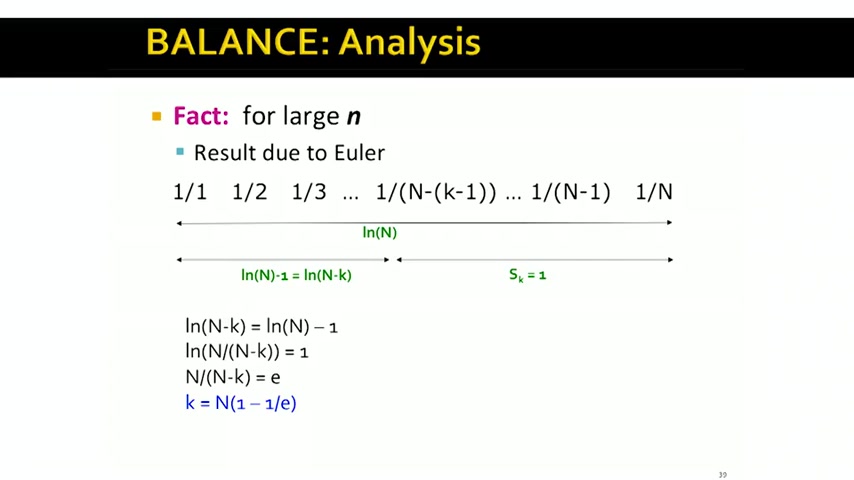 BALANCE: Analysis
Fact: for large n
Result due to Euler
1/1 1/2 1/3 … 1/(N-(k-1)) … 1/(N-1) 1/N
ln(N)
ln(N)-1 = ln(N-k) Sk = 1
ln(N-k) = ln(N) – 1
ln(N/(N-k)) = 1
N/(N-k) = e
k = N(1 – 1/e)
39